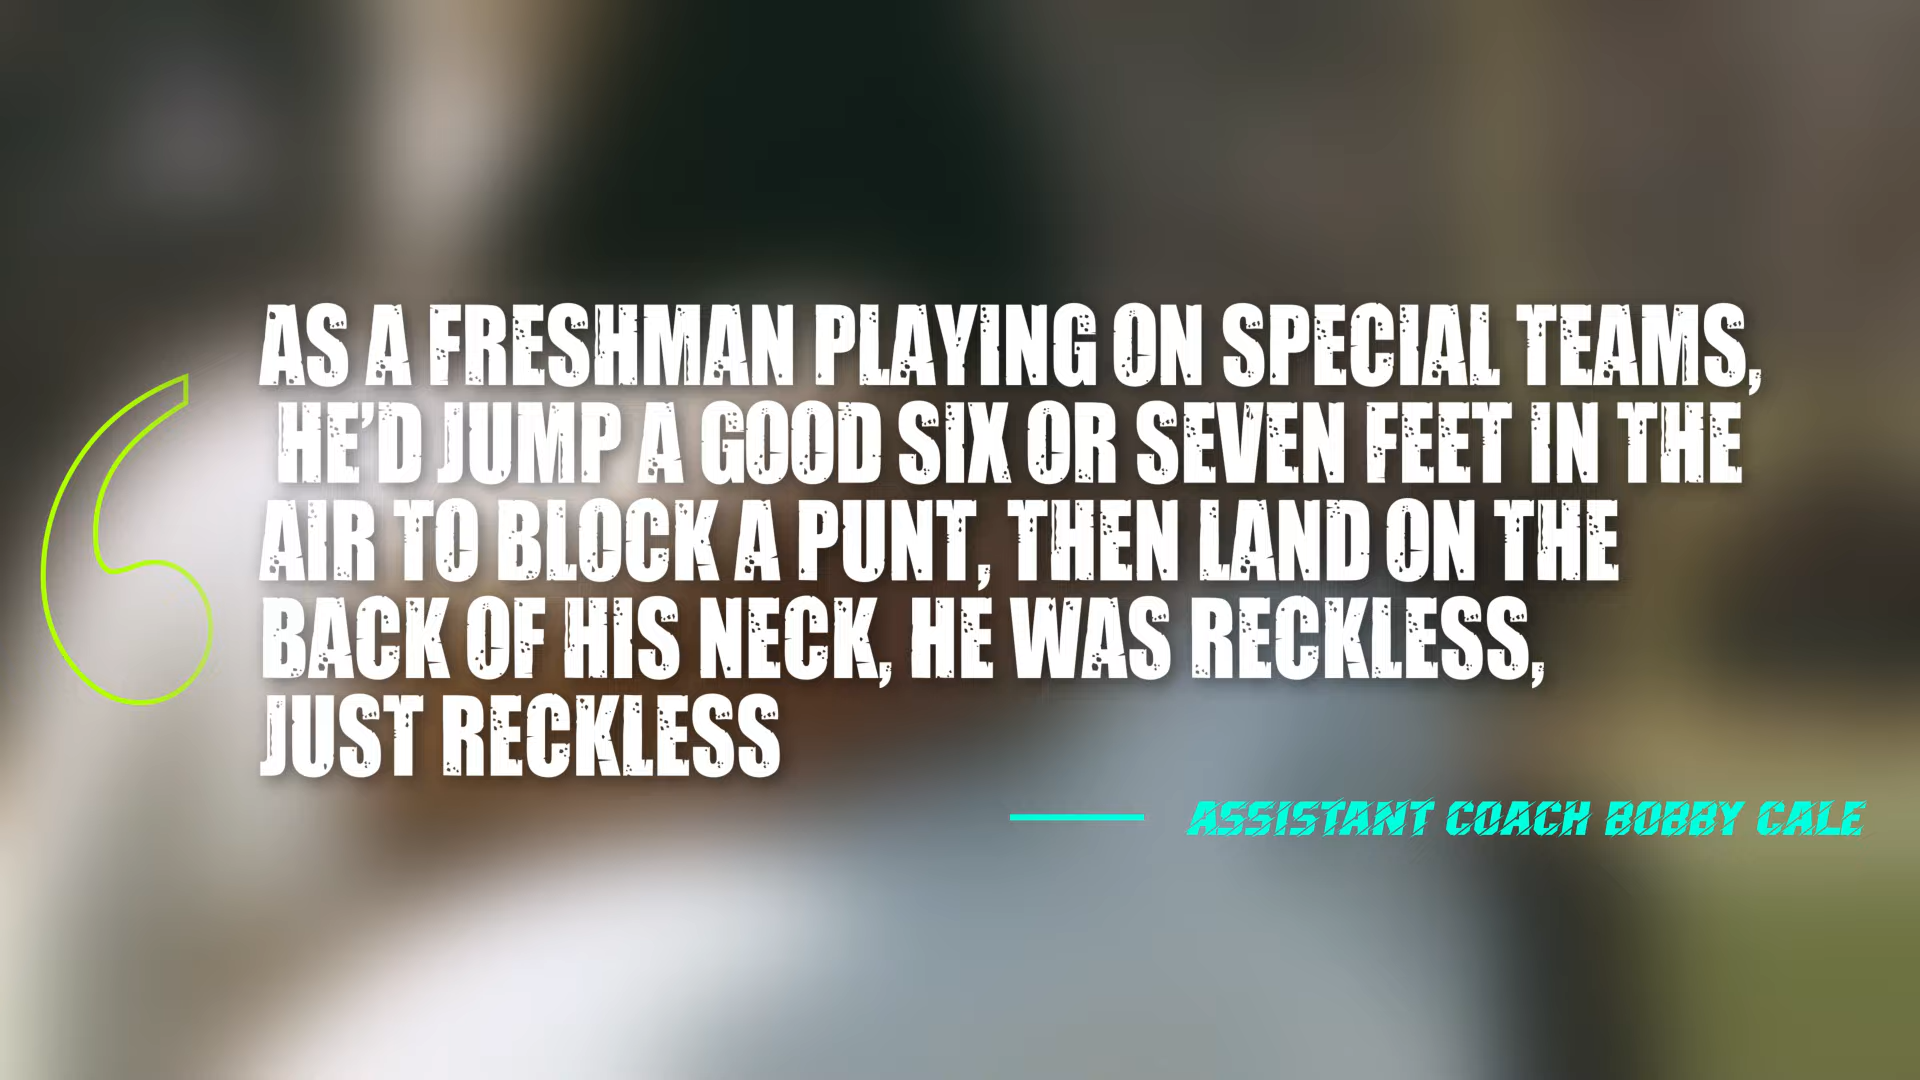 AS A FRESHMAN PLAYING ON SPECIAL TEAMS,
HE’D JUMP A GOOD SIX OR SEVEN FEET IN THE
AIR TO BLOCK A PUNT, THEN LAND ON THE
BACK OF HIS NECK, HE WAS RECKLESS,
JUST RECKLESS
ASSISTANT COACH BOBBY CALE